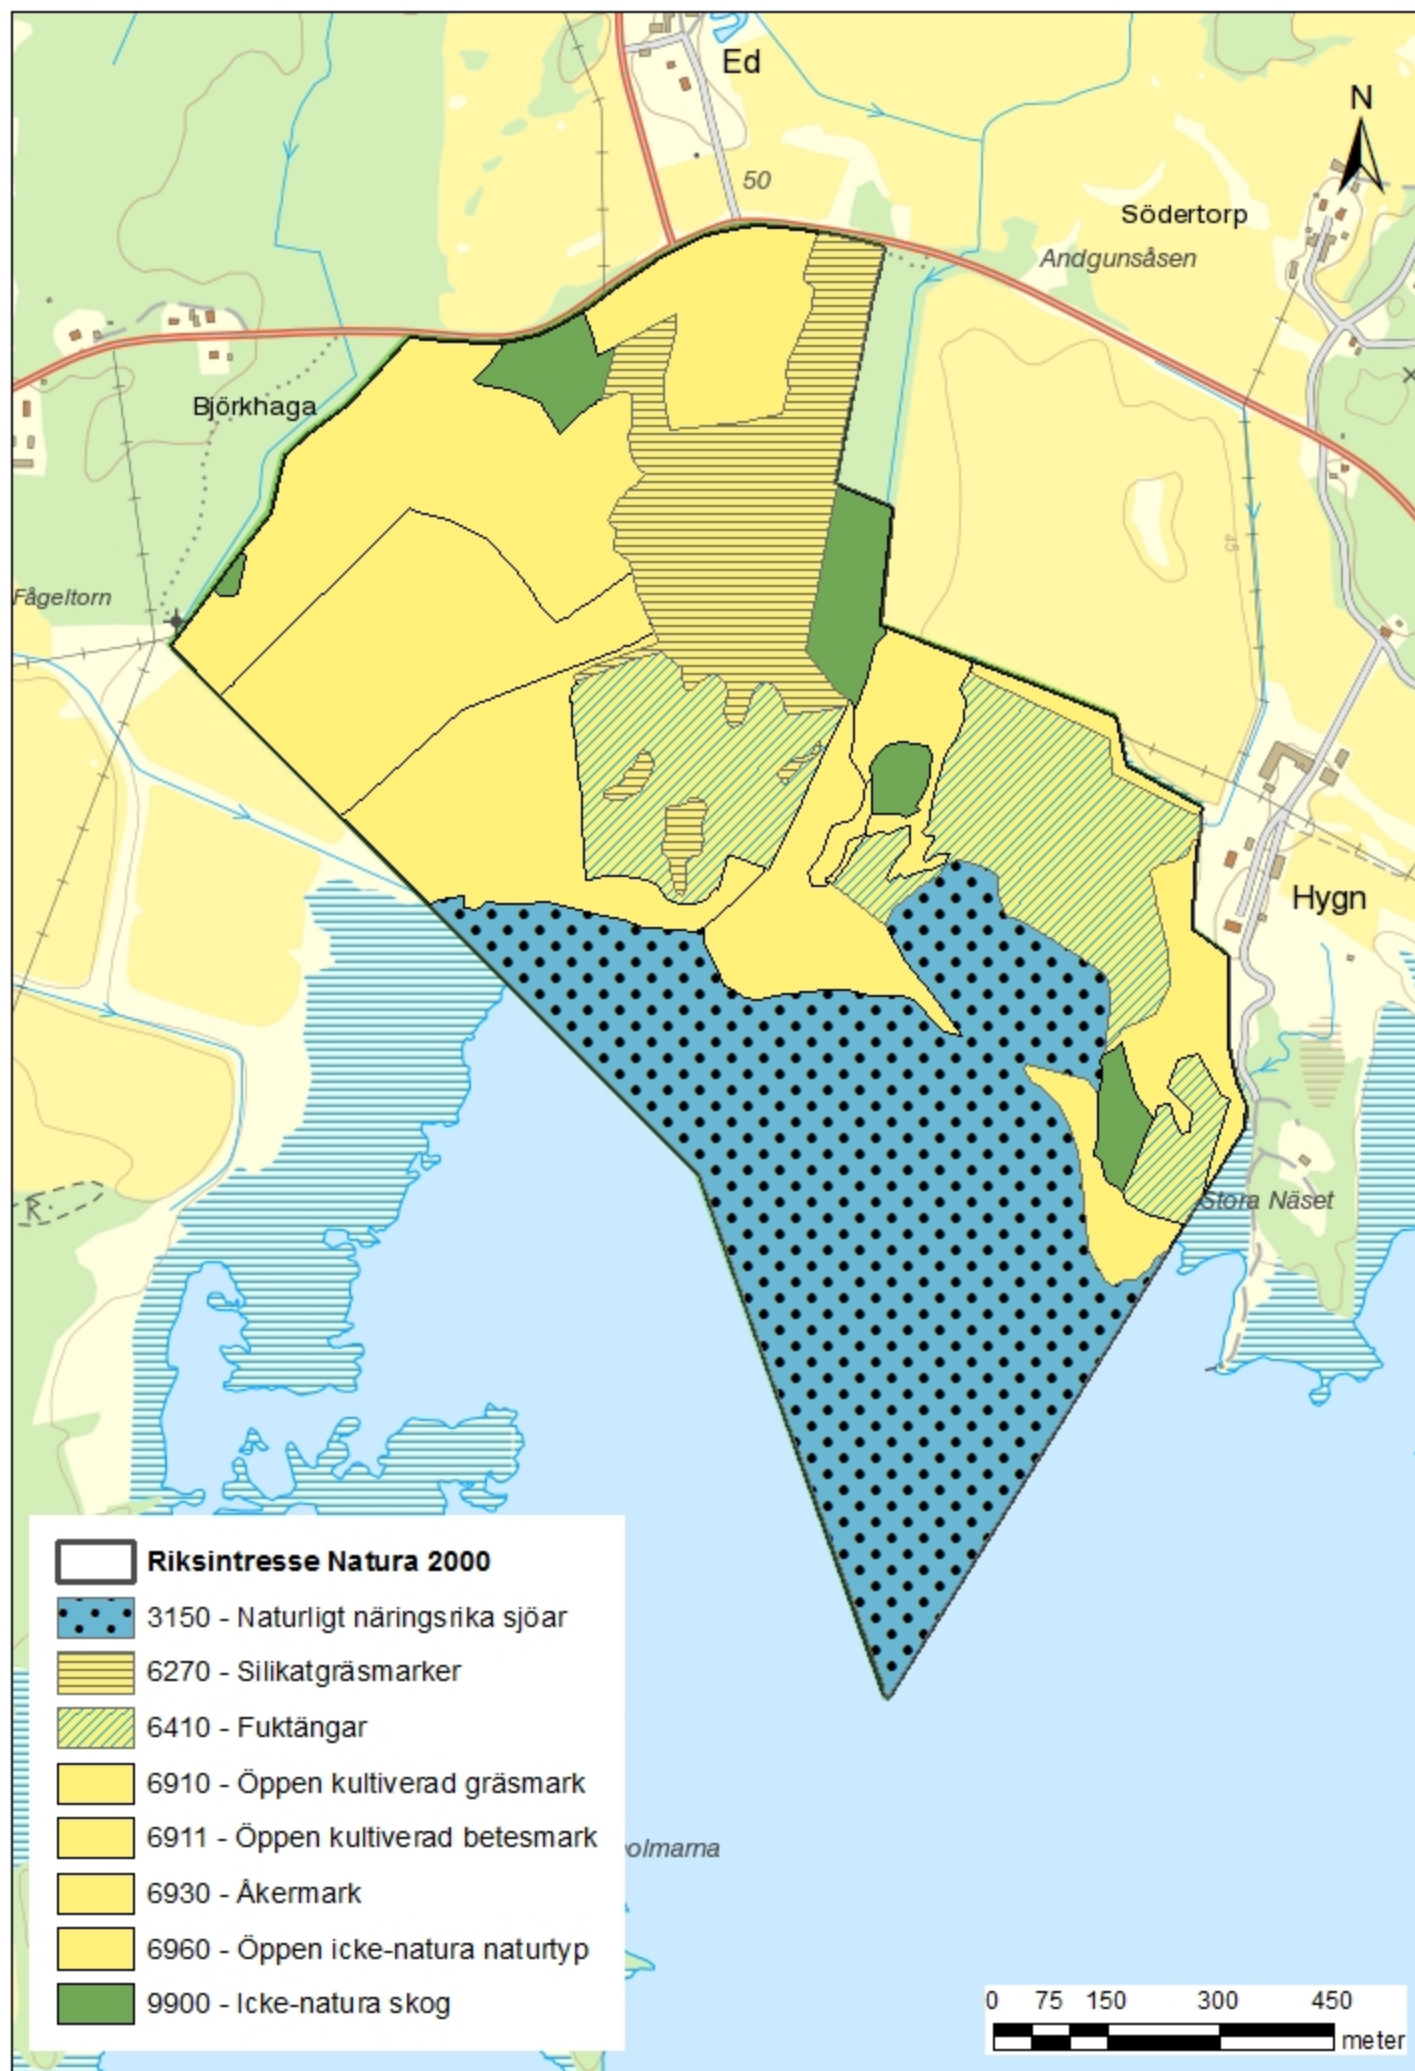 Ed
N
50
Södertorp
Andgunsåsen
Björkhaga
45
Fågeltorn
Hygn
R
Stora Näset
Riksintresse Natura 2000
3150 - Naturligt näringsrika sjöar
6270 - Silikatgräsmarker
6410 - Fuktängar
6910 - Öppen kultiverad gräsmark
6911 - Öppen kultiverad betesmark
olmarna
6930 - Åkermark
6960 - Öppen icke-natura naturtyp
9900 - Icke-natura skog
0 75 150 300 450
meter